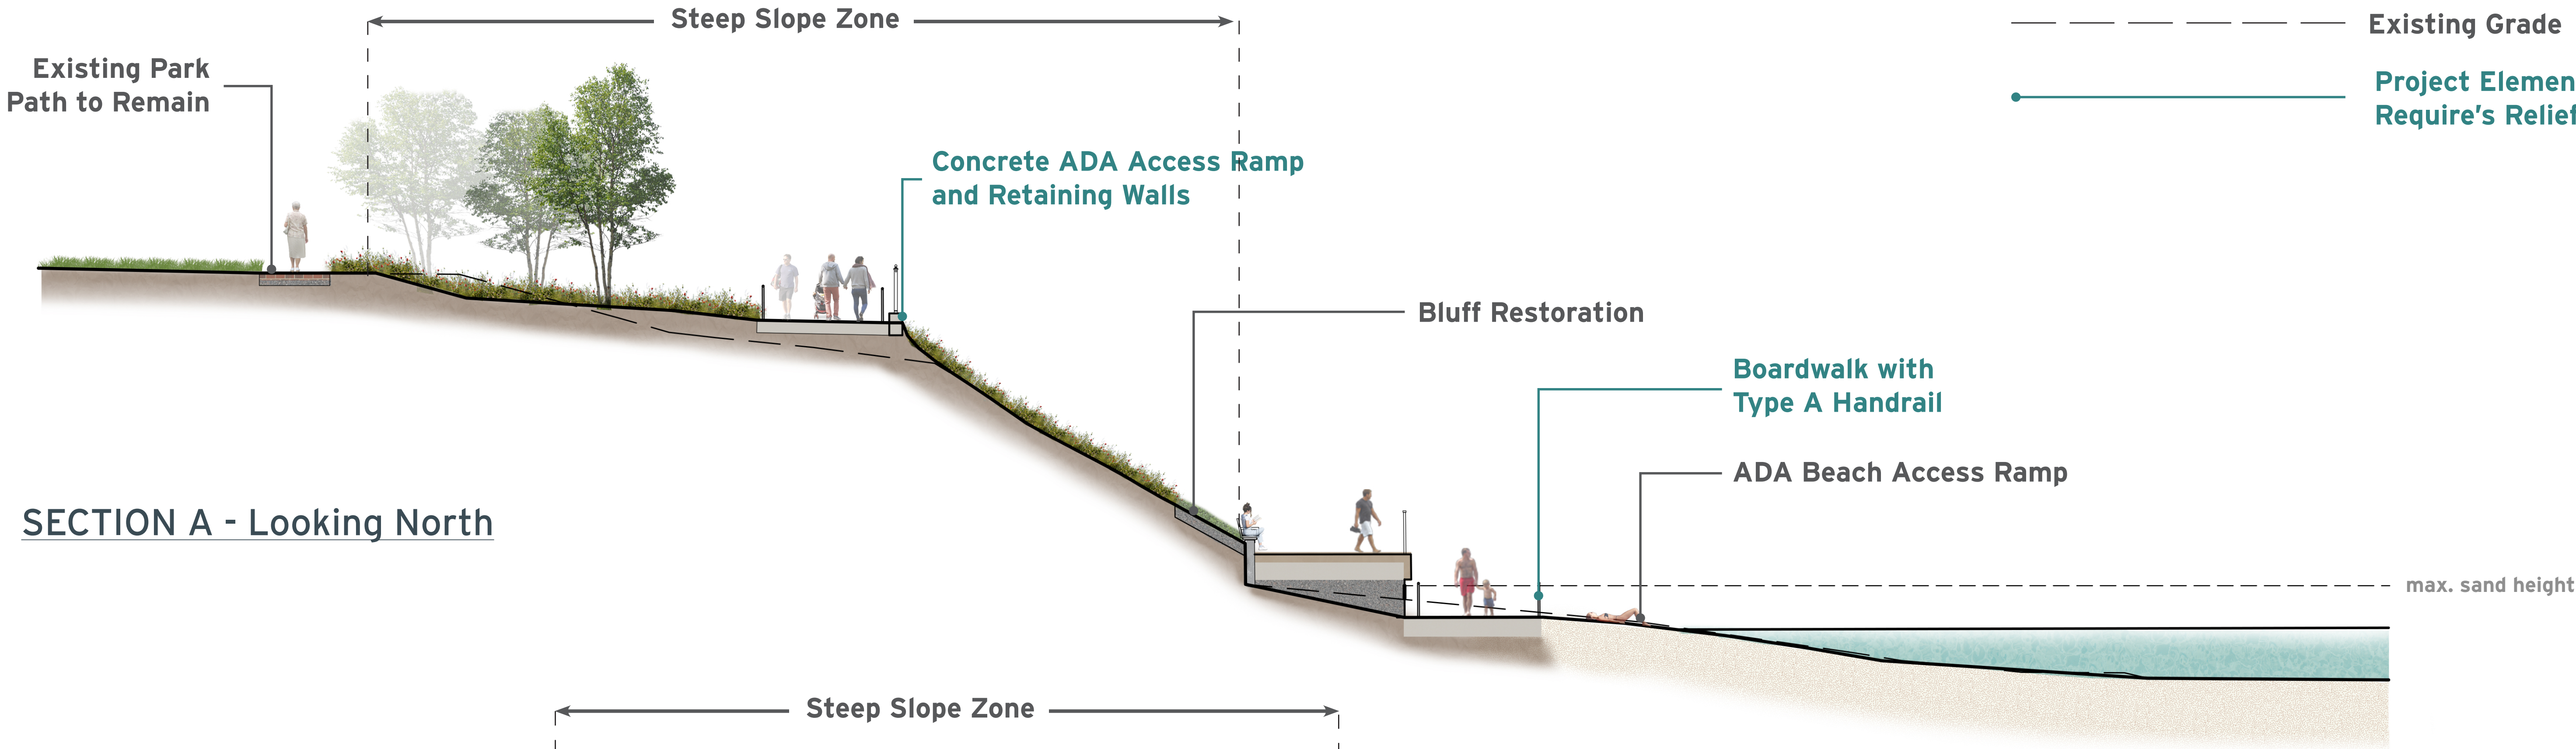 Steep Slope Zone
Existing Grade
Existing Park
Path to Remain
Project Elemen
Require's Relief
Concrete ADA Access Ramp
and Retaining Walls
Bluff Restoration
Boardwalk with
Type A Handrail
ADA Beach Access Ramp
SECTION A - Looking North
max. sand height
Steep Slope Zone